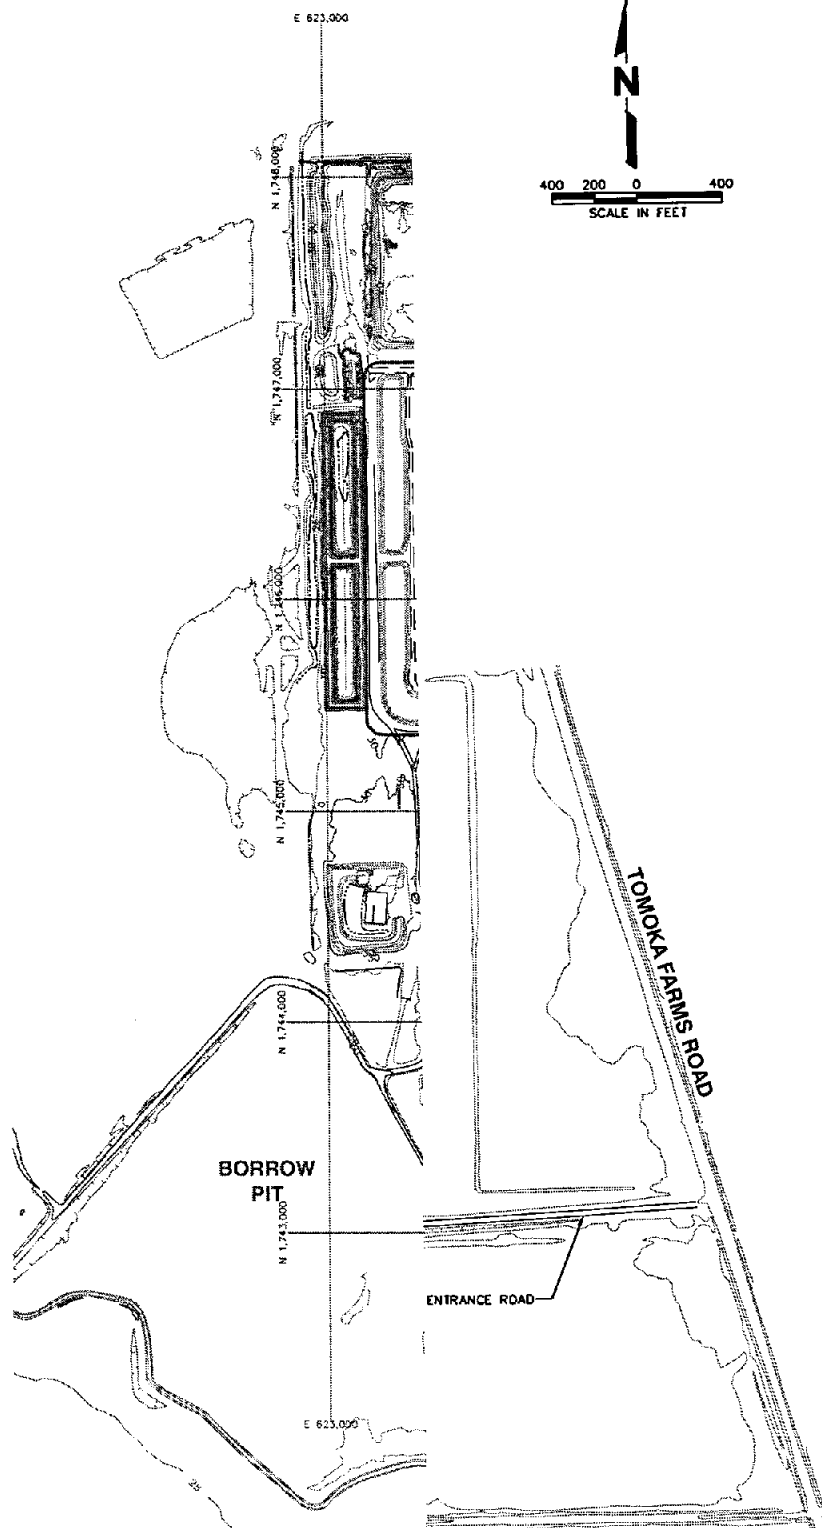 E 623,000
N
400 200 0 400
SCALE IN FEET
N 1,748,000
N 1,747,000
N 1,746,000
N 1,745,000
TOMOKA FARMS ROAD
N 1,744,000
BORROW
PIT
N 1,743,000
ENTRANCE ROAD
E 623,000
25